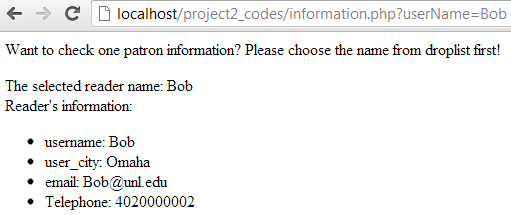 localhost/project2_codes/information.php?userName=Bob
Want to check one patron information? Please choose the name from droplist first!
The selected reader name: Bob
Reader's information:
username: Bob
user_city: Omaha
email: Bob@unl.edu
Telephone: 4020000002